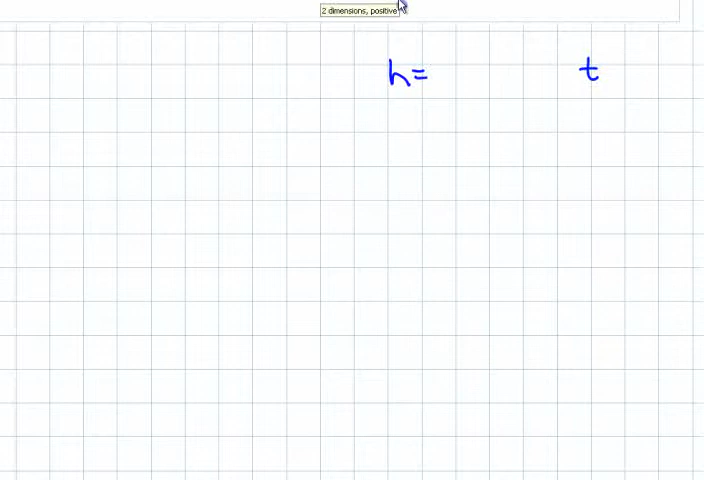 2 dimensions, positive
h= t